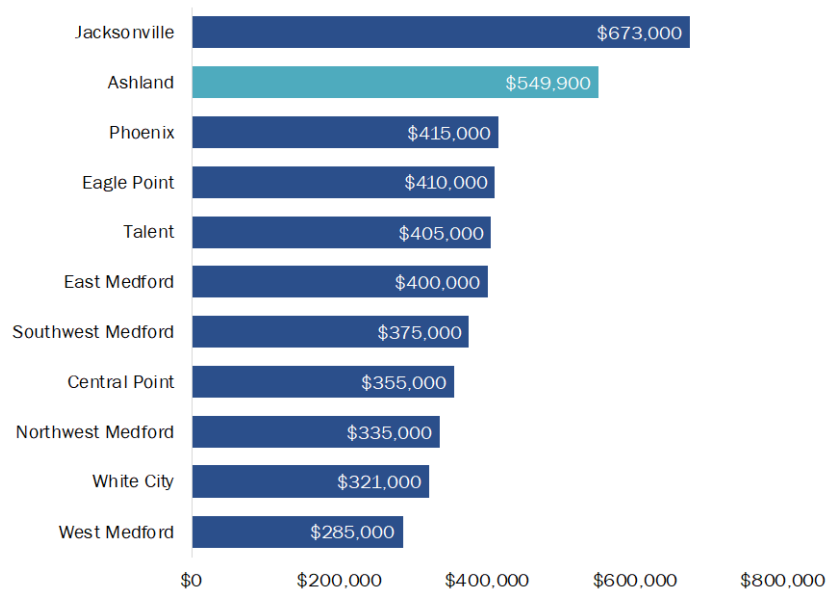 Jacksonville $673,000
Ashland $549,900
Phoenix $415,000
Eagle Point $410,000
Talent $405,000
East Medford $400,000
Southwest Medford $375,000
Central Point $355,000
Northwest Medford $335,000
White City $321,000
West Medford $285,000
$0 $200,000 $400,000 $600,000 $800,000